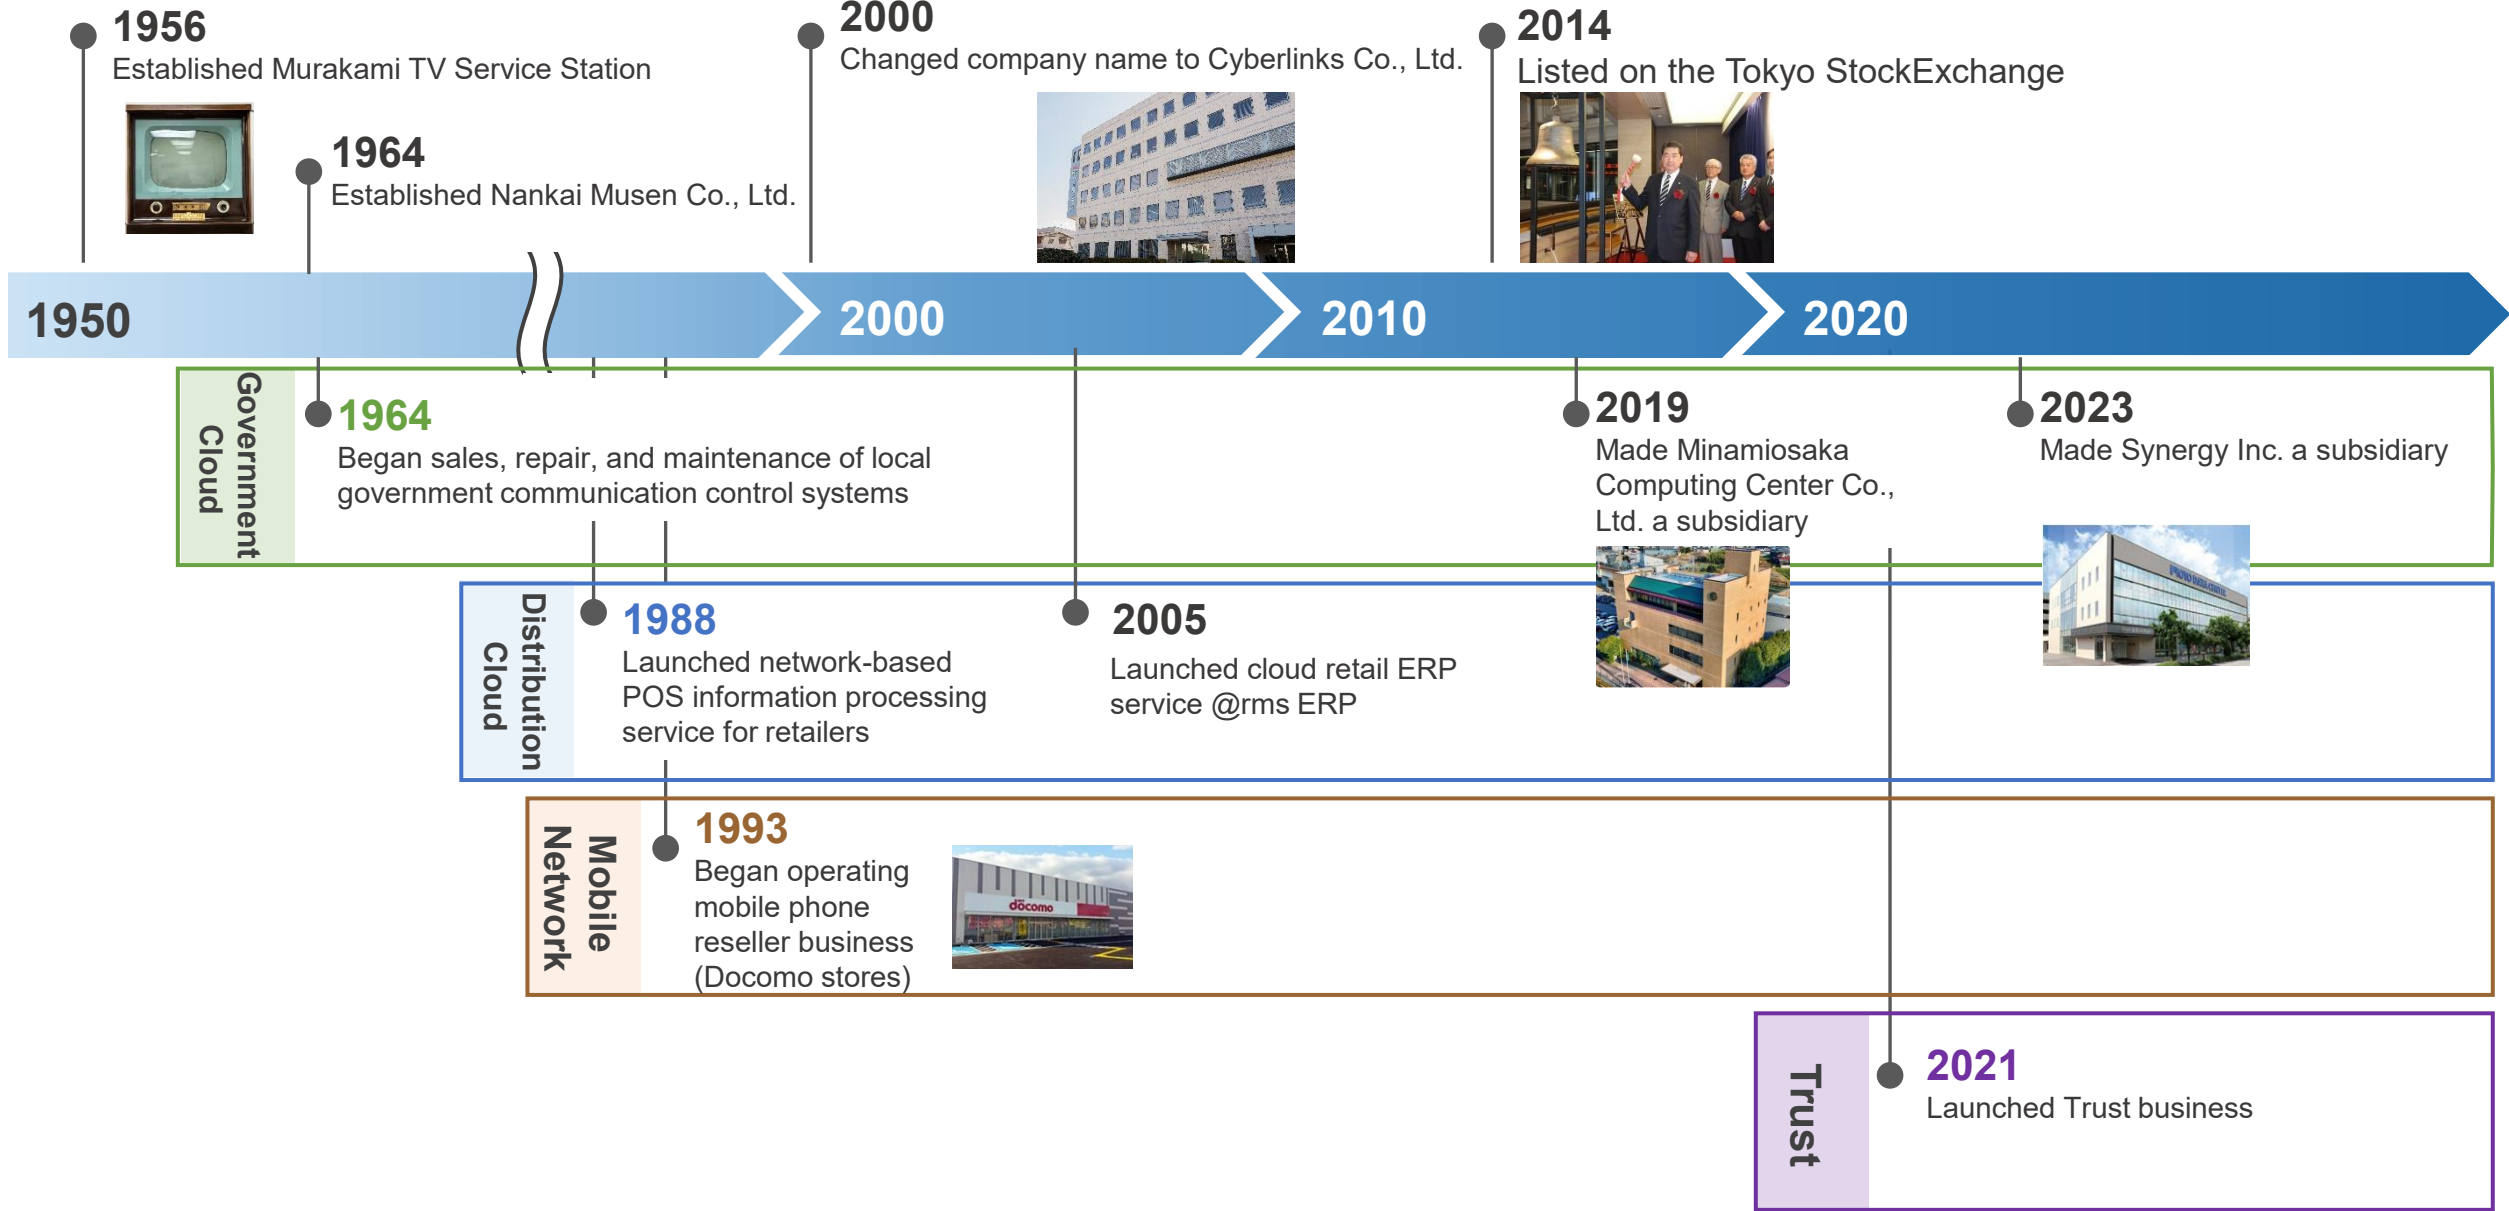 1956
Established Murakami TV Service Station
1964
Established Nankai Musen Co., Ltd.
2000
Changed company name to Cyberlinks Co., Ltd.
2014
Listed on the Tokyo StockExchange
1950
2000
2010
2020
Government
Cloud
1964
Began sales, repair, and maintenance of local
government communication control systems
2019
Made Minamiosaka
Computing Center Co.,
Ltd. a subsidiary
2023
Made Synergy Inc. a subsidiary
Distribution
Cloud
1988
Launched network-based
POS information processing
service for retailers
2005
Launched cloud retail ERP
service @rms ERP
Mobile
Network
1993
Began operating
mobile phone
reseller business
(Docomo stores)
docomo
Trust
2021
Launched Trust business